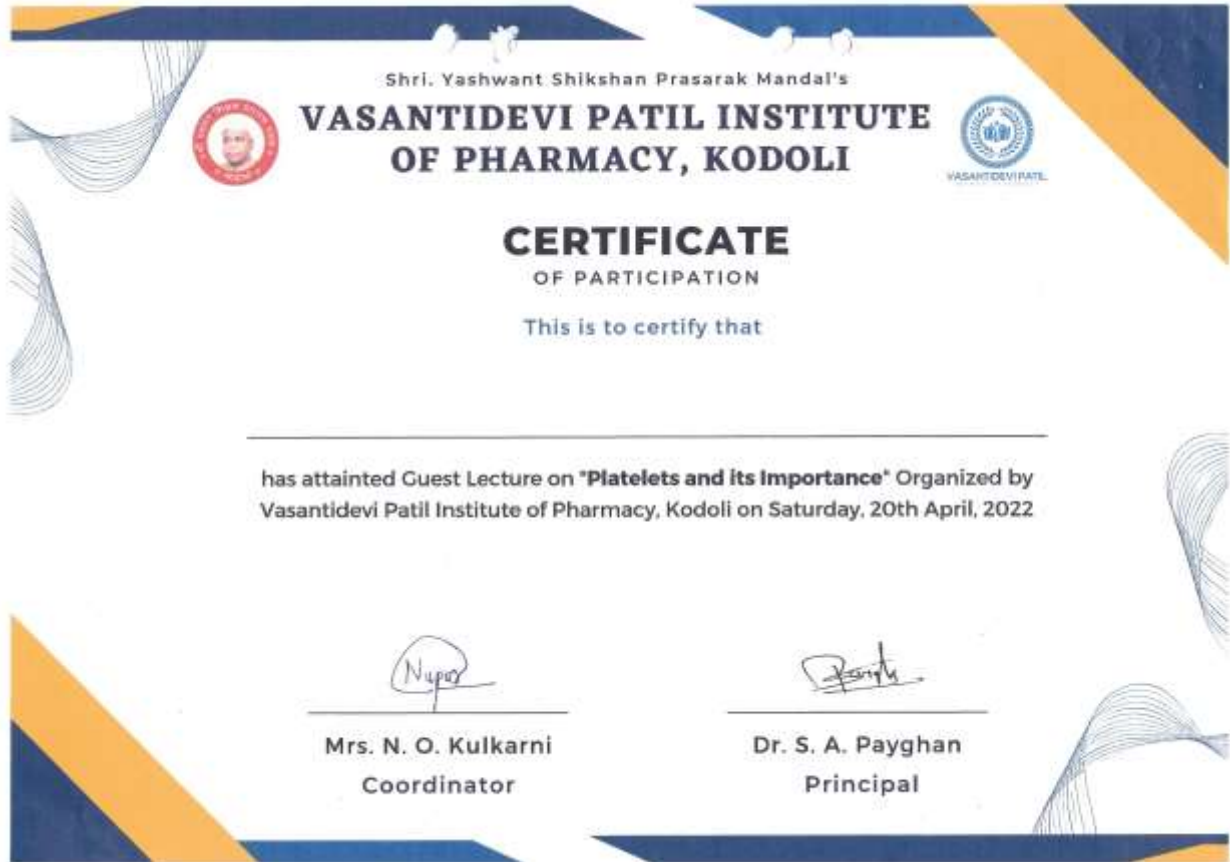 Shri. Yashwant Shikshan Prasarak Mandal's
VASANTIDEVI PATIL INSTITUTE
OF PHARMACY, KODOLI
VASANTIDEVI PATIL
CERTIFICATE
OF PARTICIPATION
This is to certify that
has attainted Guest Lecture on "Platelets and its Importance" Organized by
Vasantidevi Patil Institute of Pharmacy, Kodoli on Saturday, 20th April, 2022
Nupur
Mrs. N. O. Kulkarni
Coordinator
Dr. S. A. Payghan
Principal